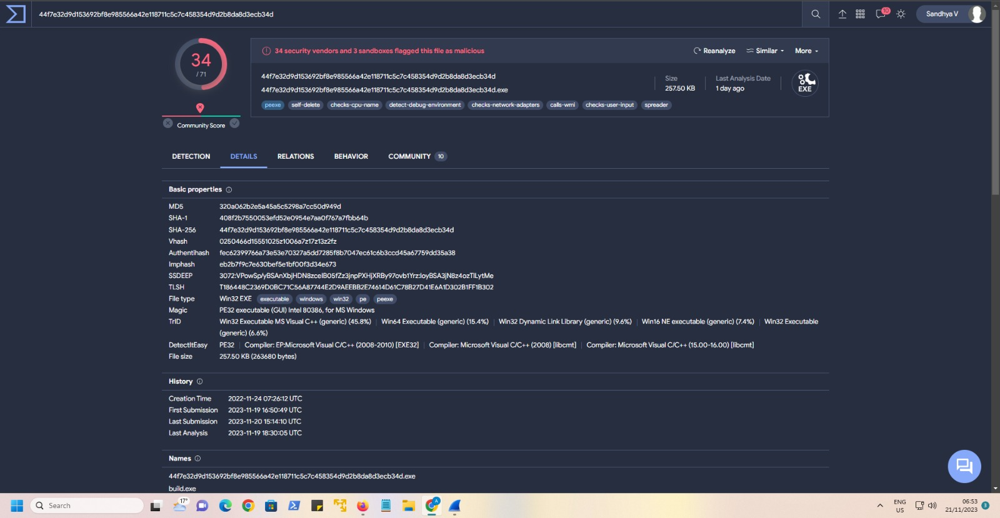 44f7e32d9d153692bf8e985566a42e118711c5c7c458354d9d2b8da8d3ecb34d
10
Sandhya V
34
/ 71
Community Score
34 security vendors and 3 sandboxes flagged this file as malicious
Reanalyze Similar More
44f7e32d9d153692bf8e985566a42e118711c5c7c458354d9d2b8da8d3ecb34d
44f7e32d9d153692bf8e985566a42e118711c5c7c458354d9d2b8da8d3ecb34d.exe
Size
257.50 KB
Last Analysis Date
1 day ago
EXE
peexe self-delete checks-cpu-name detect-debug-environment checks-network-adapters calls-wmi checks-user-input spreader
DETECTION DETAILS RELATIONS BEHAVIOR COMMUNITY 10
Basic properties
MD5 320a062b2e5a45a5c5298a7cc50d949d
SHA-1 408f2b7550053efd52e0954e7aa0f767a7fbb64b
SHA-256 44f7e32d9d153692bf8e985566a42e118711c5c7c458354d9d2b8da8d3ecb34d
Vhash 0250466d15551025z1006a7z17z13z2fz
Authentihash fec62399766a73e53e70327a5dd7285f8b7047ec61c6b3ccd45a67759dd35a38
Imphash eb2b7f9c7e630bef5e1bf00f3d34e673
SSDEEP 3072:VPowSp/yBSAnXbjHDN8zceIB05fZz3jnpPXHjXRBy97ovb1Yrz:loyBSA3jN8z4ozTlLytMe
TLSH T186448C2369D0BC71C56A87744E2D9AEEBB2E74614D61C78B27D41E6A1D302B1FF1B302
File type Win32 EXE executable windows win32 pe peexe
Magic PE32 executable (GUI) Intel 80386, for MS Windows
TrID Win32 Executable MS Visual C++ (generic) (45.8%) Win64 Executable (generic) (15.4%) Win32 Dynamic Link Library (generic) (9.6%) Win16 NE executable (generic) (7.4%) Win32 Executable
(generic) (6.6%)
DetectItEasy PE32 Compiler: EP:Microsoft Visual C/C++ (2008-2010) [EXE32] Compiler: Microsoft Visual C/C++ (2008) [libcmt] Compiler: Microsoft Visual C/C++ (15.00-16.00) [libcmt]
File size 257.50 KB (263680 bytes)
History
Creation Time 2022-11-24 07:26:12 UTC
First Submission 2023-11-19 16:50:49 UTC
Last Submission 2023-11-20 15:14:10 UTC
Last Analysis 2023-11-19 18:30:05 UTC
Names
44f7e32d9d153692bf8e985566a42e118711c5c7c458354d9d2b8da8d3ecb34d.exe
build.exe
Search
17°
A
ENG
US
06:53
21/11/2023
3